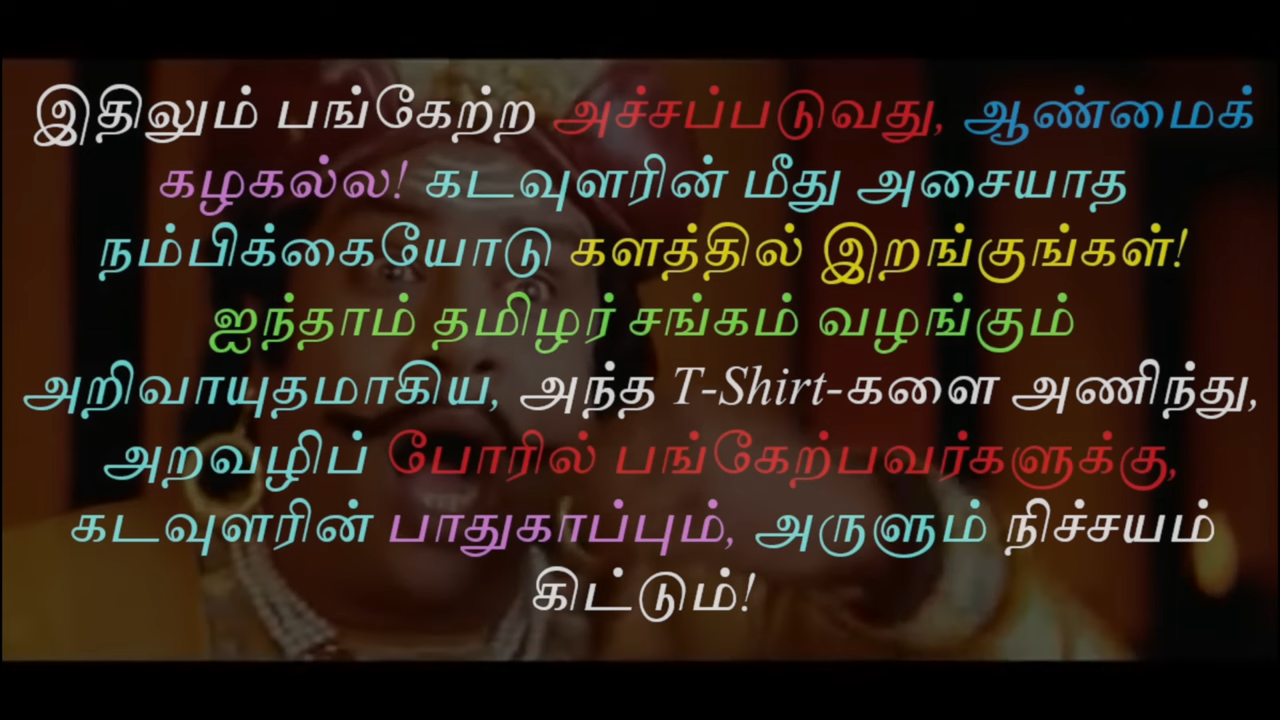 இதிலும் பங்கேற்ற அச்சப்படுவது, ஆண்மைக்
கழகல்ல! கடவுளரின் மீது அசையாத
நம்பிக்கையோடு களத்தில் இறங்குங்கள்!
ஐந்தாம் தமிழர் சங்கம் வழங்கும்
அறிவாயுதமாகிய, அந்த T-Shirt-களை அணிந்து,
அறவழிப் போரில் பங்கேற்பவர்களுக்கு,
கடவுளரின் பாதுகாப்பும், அருளும் நிச்சயம்
கிட்டும்!